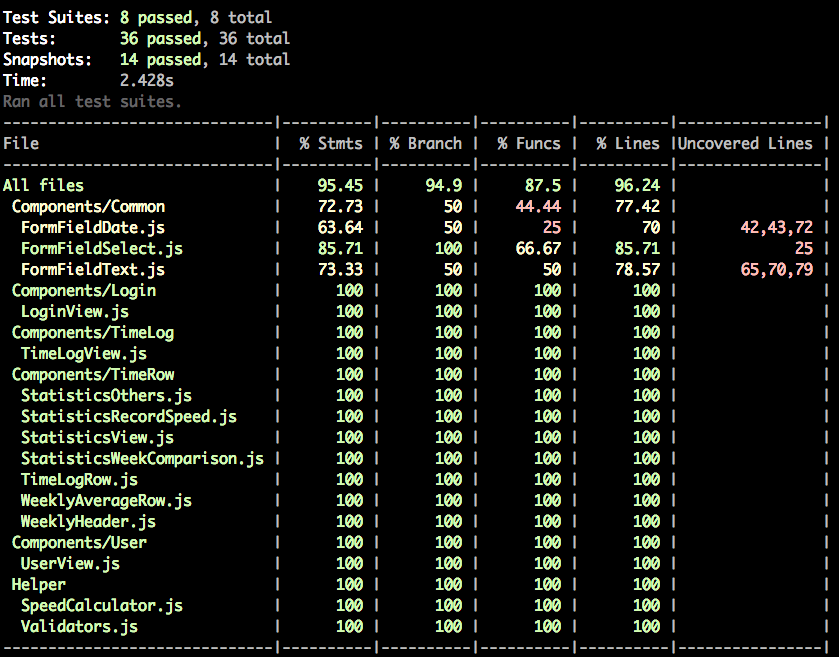 Test Suites: 8 passed, 8 total
Tests:       36 passed, 36 total
Snapshots:   14 passed, 14 total
Time:        2.428s
Ran all test suites.
------------------------------|----------|----------|----------|----------|----------------|
File                          |  % Stmts | % Branch |  % Funcs |  % Lines |Uncovered Lines |
------------------------------|----------|----------|----------|----------|----------------|
All files                     |    95.45 |     94.9 |     87.5 |    96.24 |                |
 Components/Common            |    72.73 |       50 |    44.44 |    77.42 |                |
  FormFieldDate.js            |    63.64 |       50 |       25 |       70 |       42,43,72 |
  FormFieldSelect.js          |    85.71 |      100 |    66.67 |    85.71 |             25 |
  FormFieldText.js            |    73.33 |       50 |       50 |    78.57 |       65,70,79 |
 Components/Login             |      100 |      100 |      100 |      100 |                |
  LoginView.js                |      100 |      100 |      100 |      100 |                |
 Components/TimeLog           |      100 |      100 |      100 |      100 |                |
  TimeLogView.js              |      100 |      100 |      100 |      100 |                |
 Components/TimeRow           |      100 |      100 |      100 |      100 |                |
  StatisticsOthers.js         |      100 |      100 |      100 |      100 |                |
  StatisticsRecordSpeed.js    |      100 |      100 |      100 |      100 |                |
  StatisticsView.js           |      100 |      100 |      100 |      100 |                |
  StatisticsWeekComparison.js |      100 |      100 |      100 |      100 |                |
  TimeLogRow.js               |      100 |      100 |      100 |      100 |                |
  WeeklyAverageRow.js         |      100 |      100 |      100 |      100 |                |
  WeeklyHeader.js             |      100 |      100 |      100 |      100 |                |
 Components/User              |      100 |      100 |      100 |      100 |                |
  UserView.js                 |      100 |      100 |      100 |      100 |                |
 Helper                       |      100 |      100 |      100 |      100 |                |
  SpeedCalculator.js          |      100 |      100 |      100 |      100 |                |
  Validators.js               |      100 |      100 |      100 |      100 |                |
------------------------------|----------|----------|----------|----------|----------------|